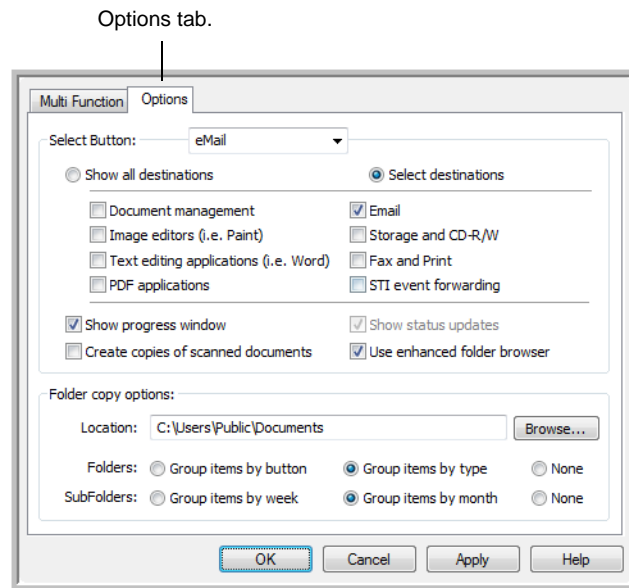 Options tab.
Multi Function Options
Select Button: eMail
Show all destinations Select destinations
Document management Email
Image editors (i.e. Paint) Storage and CD-R/W
Text editing applications (i.e. Word) Fax and Print
PDF applications STI event forwarding
Show progress window Show status updates
Create copies of scanned documents Use enhanced folder browser
Folder copy options:
Location: C:\Users\Public\Documents Browse...
Folders: Group items by button Group items by type None
SubFolders: Group items by week Group items by month None
OK Cancel Apply Help